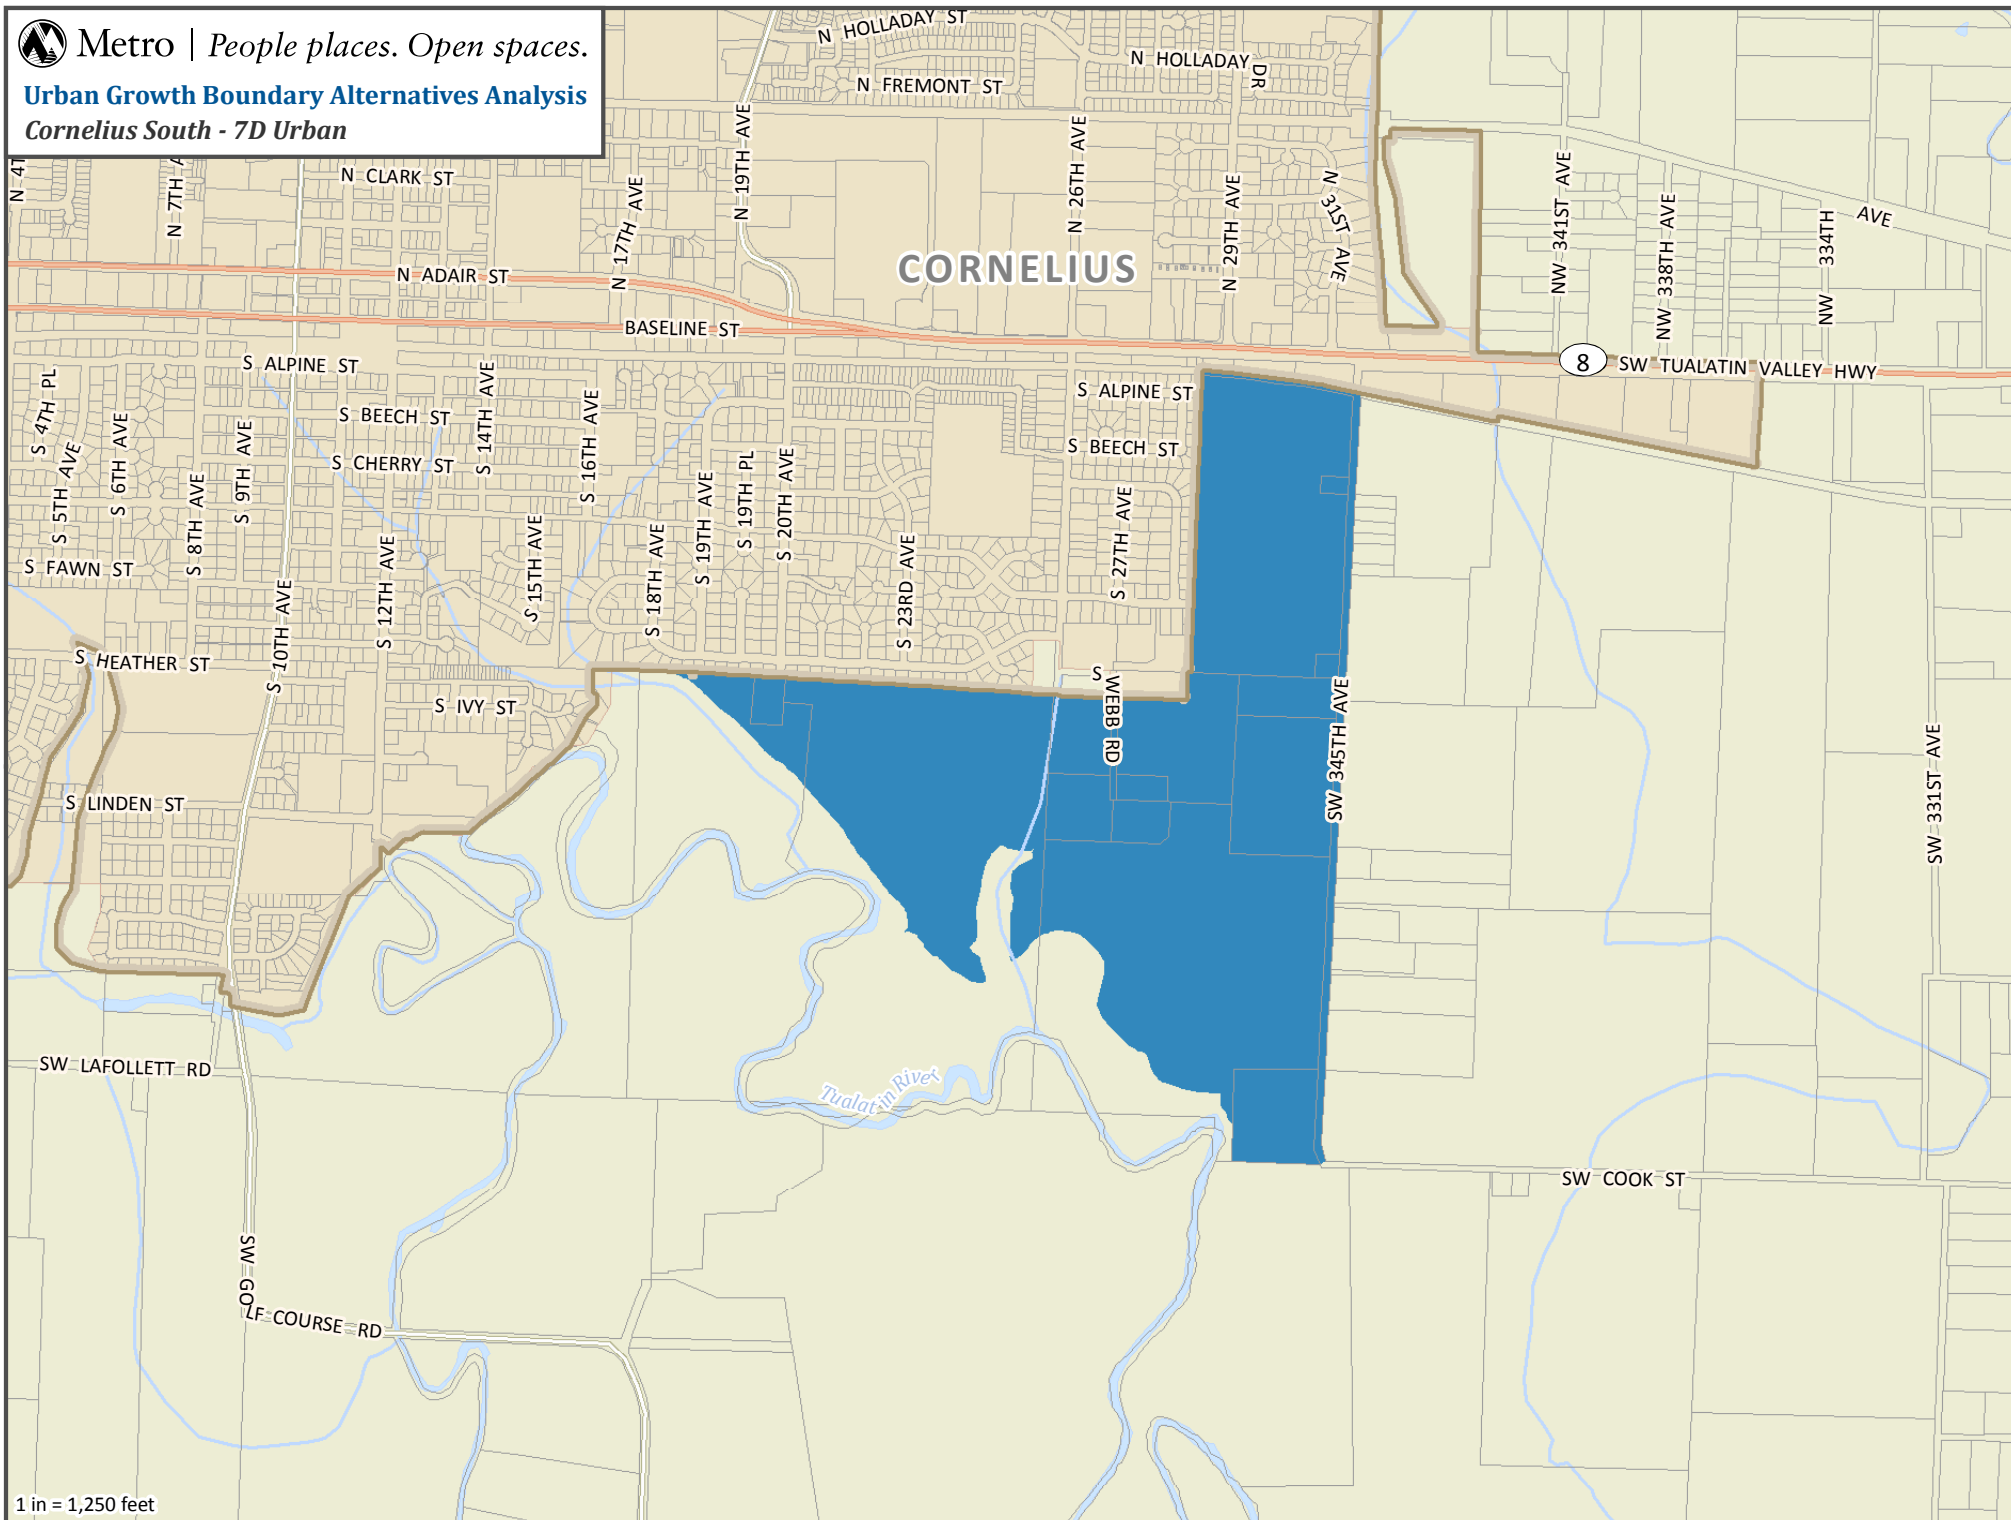 Metro | People places. Open spaces.
Urban Growth Boundary Alternatives Analysis
Cornelius South - 7D Urban
N HOLLADAY ST
N HOLLADAY
DR
N FREMONT ST
N 4T
N 7TH A
N CLARK ST
N 17TH AVE
N 19TH AVE
N 26TH AVE
N 29TH AVE
N 31ST AVE
NW 341ST AVE
NW 338TH AVE
NW 334TH
AVE
CORNELIUS
N ADAIR ST
BASELINE ST
8
SW TUALATIN VALLEY HWY
S ALPINE ST
S ALPINE ST
S 4TH PL
S 5TH AVE
S 6TH AVE
S 8TH AVE
S 9TH AVE
S BEECH ST
S BEECH ST
S CHERRY ST
S 14TH AVE
S 16TH AVE
S 19TH AVE
S 19TH PL
S 20TH AVE
S 27TH AVE
S FAWN ST
S 10TH AVE
S 12TH AVE
S 15TH AVE
S 18TH AVE
S 23RD AVE
S HEATHER ST
S IVY ST
S WEBB RD
SW 345TH AVE
SW 331ST AVE
S LINDEN ST
SW LAFOLLETT RD
Tualatin River
SW COOK ST
SW GOLF COURSE RD
1 in = 1,250 feet